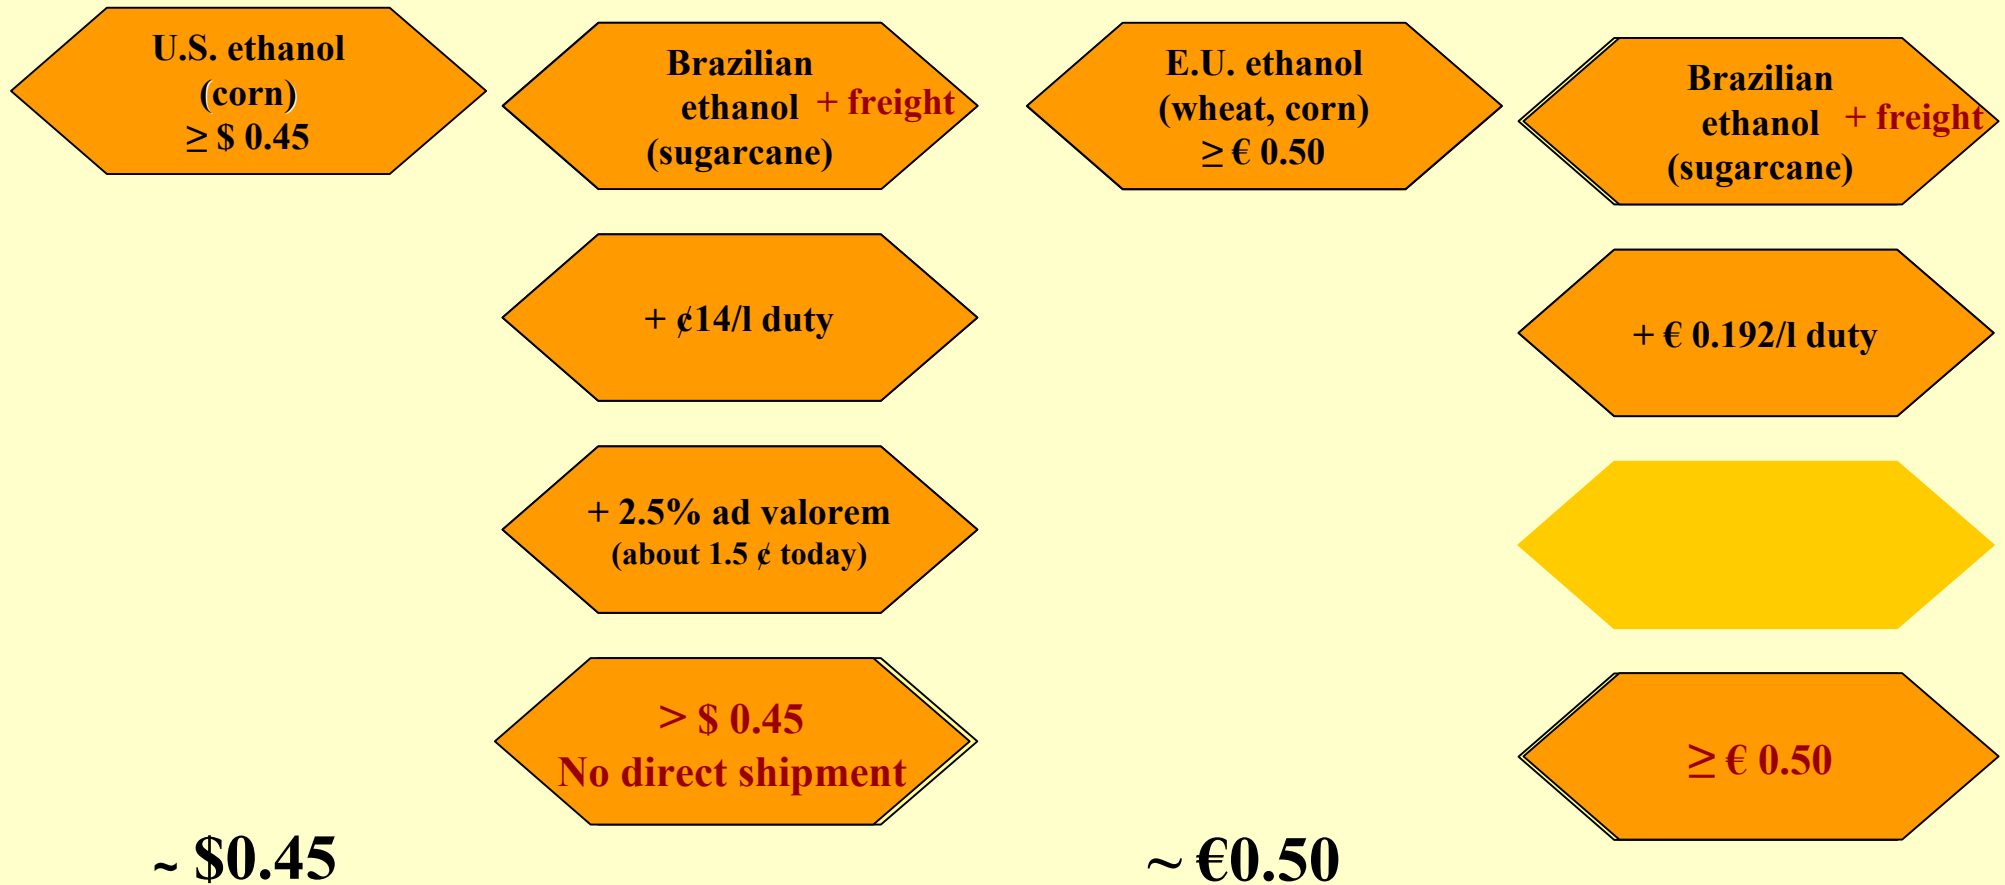 U.S. ethanol
(corn)
≥ $ 0.45
Brazilian
ethanol + freight
(sugarcane)
+ ¢14/l duty
+ 2.5% ad valorem
(about 1.5 ¢ today)
> $ 0.45
No direct shipment
~ $0.45
E.U. ethanol
(wheat, corn)
≥ € 0.50
Brazilian
ethanol + freight
(sugarcane)
+ € 0.192/l duty
≥ € 0.50
~ €0.50